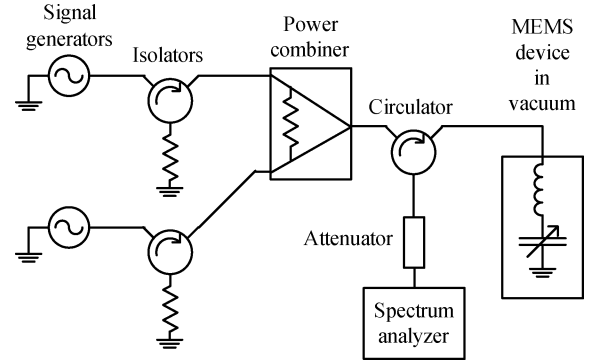 Signal
generators
Isolators
Power
combiner
Circulator
MEMS
device
in
vacuum
Attenuator
Spectrum
analyzer